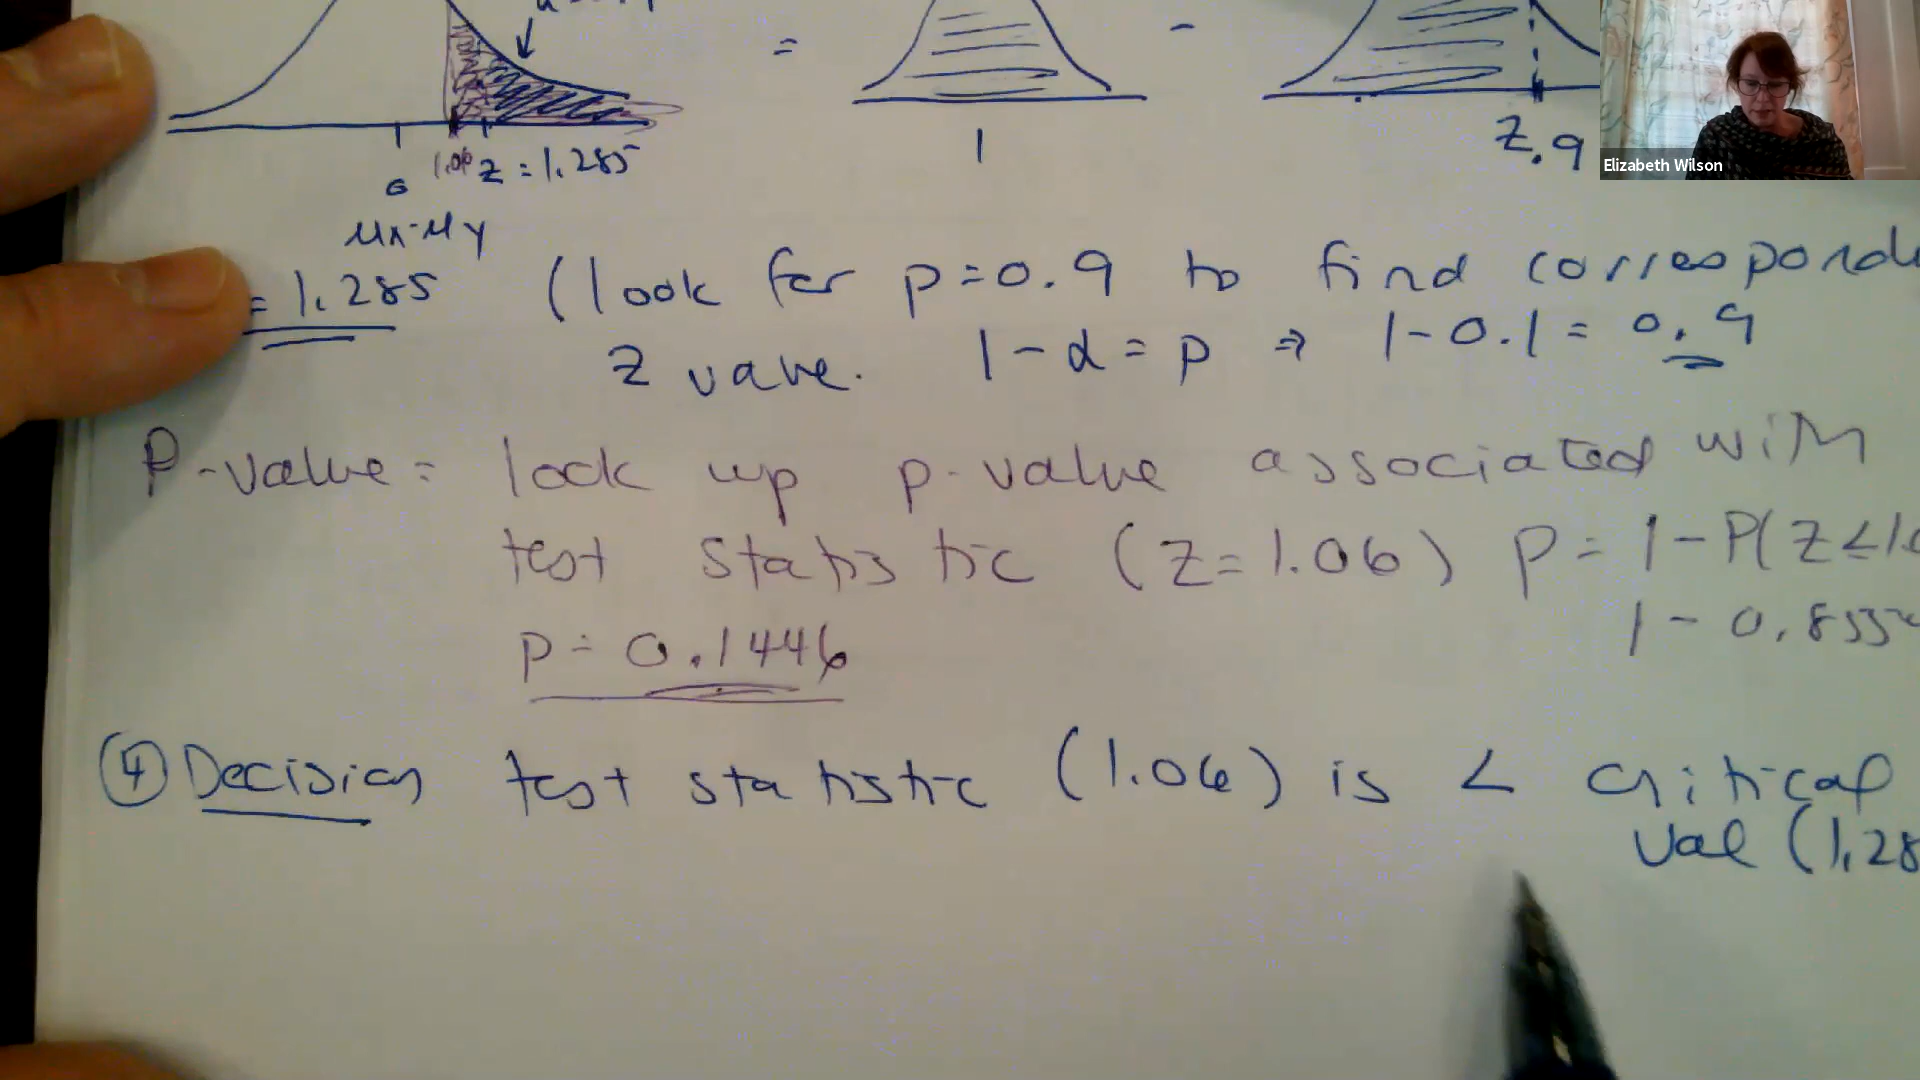 =
-
1
Z.9
Elizabeth Wilson
0 1.06 z = 1.285
μx-μy
= 1.285 (look for p=0.9 to find correspond
z value. 1-α = p ⇒ 1-0.1 = 0.9
P-value = look up p-value associated with
test statistic (z=1.06) p = 1-P(Z≤1.0
p = 0.1446 1 - 0.855
④ Decision test statistic (1.06) is < critical
val (1.28